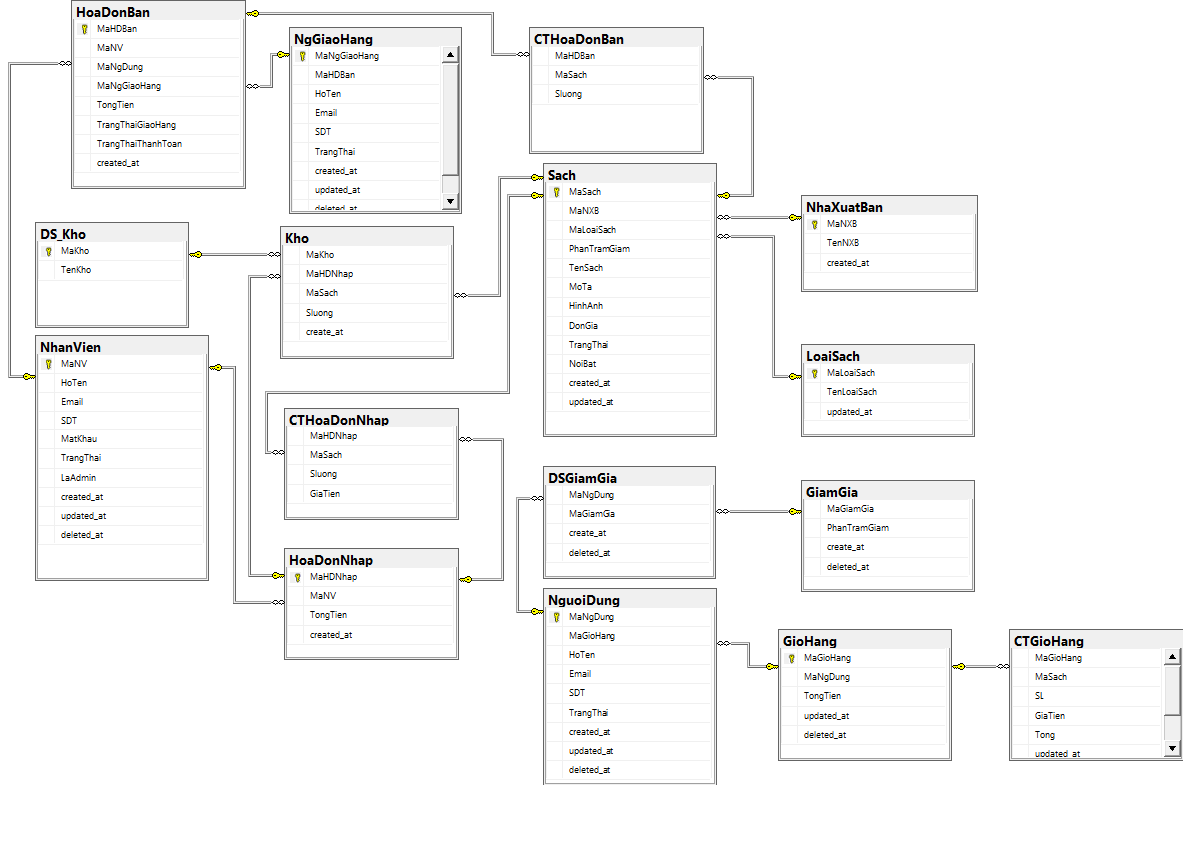 HoaDonBan
MaHDBan
MaNV
MaNgDung
MaNgGiaoHang
TongTien
TrangThaiGiaoHang
TrangThaiThanhToan
created_at
NgGiaoHang
MaNgGiaoHang
MaHDBan
HoTen
Email
SDT
TrangThai
created_at
updated_at
deleted_at
CTHoaDonBan
MaHDBan
MaSach
Sluong
DS_Kho
MaKho
TenKho
Kho
MaKho
MaHDNhap
MaSach
Sluong
create_at
Sach
MaSach
MaNXB
MaLoaiSach
PhanTramGiam
TenSach
MoTa
HinhAnh
DonGia
TrangThai
NoiBat
created_at
updated_at
NhaXuatBan
MaNXB
TenNXB
created_at
NhanVien
MaNV
HoTen
Email
SDT
MatKhau
TrangThai
LaAdmin
created_at
updated_at
deleted_at
LoaiSach
MaLoaiSach
TenLoaiSach
updated_at
CTHoaDonNhap
MaHDNhap
MaSach
Sluong
GiaTien
DSGiamGia
MaNgDung
MaGiamGa
create_at
deleted_at
GiamGia
MaGiamGia
PhanTramGiam
create_at
deleted_at
HoaDonNhap
MaHDNhap
MaNV
TongTien
created_at
NguoiDung
MaNgDung
MaGioHang
HoTen
Email
SDT
TrangThai
created_at
updated_at
deleted_at
GioHang
MaGioHang
MaNgDung
TongTien
updated_at
deleted_at
CTGioHang
MaGioHang
MaSach
SL
GiaTien
Tong
updated_at